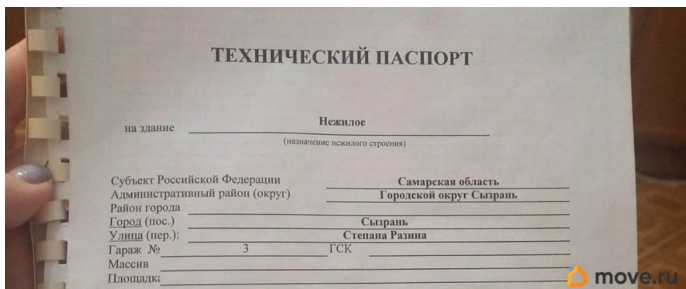 ТЕХНИЧЕСКИЙ ПАСПОРТ
на здание Нежилое
(назначение нежилого строения)
Субъект Российской Федерации Самарская область
Административный район (округ) Городской округ Сызрань
Район города
Город (пос.) Сызрань
Улица (пер.): Степана Разина
Гараж № 3 ГСК
Массив
Площадка
move.ru